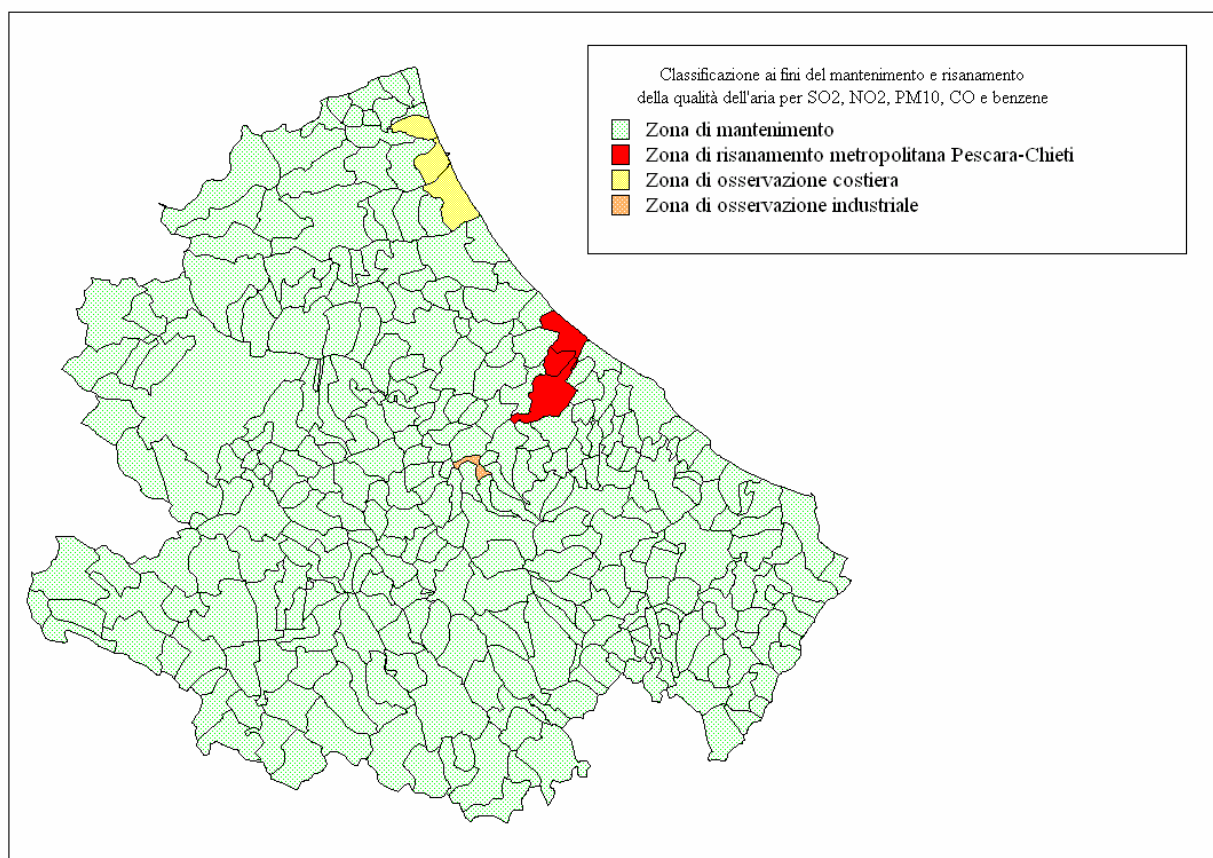 Classificazione ai fini del mantenimento e risanamento
della qualità dell'aria per SO2, NO2, PM10, CO e benzene
Zona di mantenimento
Zona di risanamemto metropolitana Pescara-Chieti
Zona di osservazione costiera
Zona di osservazione industriale